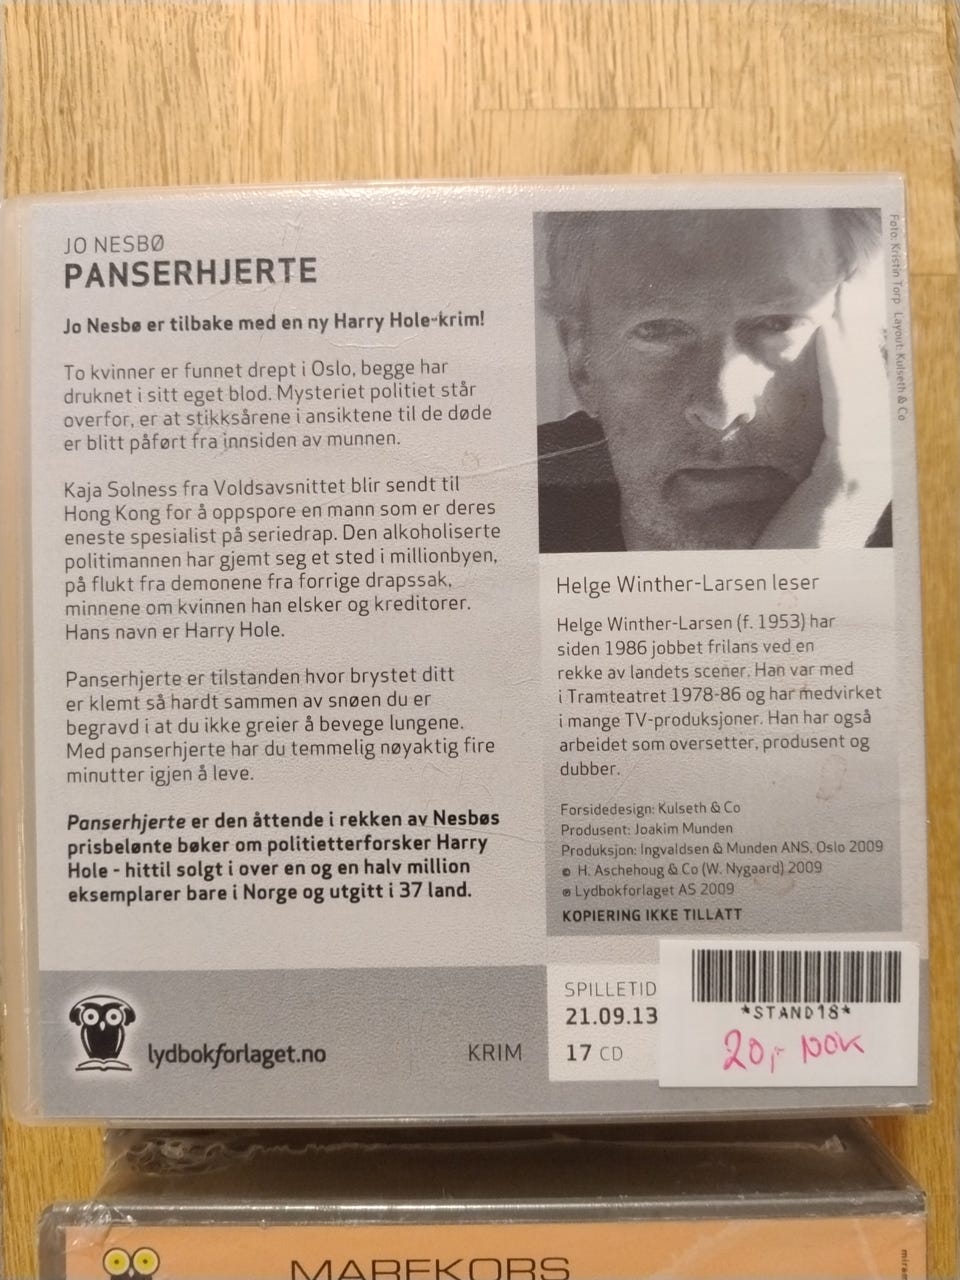 JO NESBØ
PANSERHJERTE
Jo Nesbø er tilbake med en ny Harry Hole-krim!
To kvinner er funnet drept i Oslo, begge har
druknet i sitt eget blod. Mysteriet politiet står
overfor, er at stikksårene i ansiktene til de døde
er blitt påført fra innsiden av munnen.
Kaja Solness fra Voldsavsnittet blir sendt til
Hong Kong for å oppspore en mann som er deres
eneste spesialist på seriedrap. Den alkoholiserte
politimannen har gjemt seg et sted i millionbyen,
på flukt fra demonene fra forrige drapssak,
minnene om kvinnen han elsker og kreditorer.
Hans navn er Harry Hole.
Panserhjerte er tilstanden hvor brystet ditt
er klemt så hardt sammen av snøen du er
begravd i at du ikke greier å bevege lungene.
Med panserhjerte har du temmelig nøyaktig fire
minutter igjen å leve.
Panserhjerte er den åttende i rekken av Nesbøs
prisbelønte bøker om politietterforsker Harry
Hole - hittil solgt i over en og en halv million
eksemplarer bare i Norge og utgitt i 37 land.
Foto: Kristin Torp Layout: Kulseth & Co
Helge Winther-Larsen leser
Helge Winther-Larsen (f. 1953) har
siden 1986 jobbet frilans ved en
rekke av landets scener. Han var med
i Tramteatret 1978-86 og har medvirket
i mange TV-produksjoner. Han har også
arbeidet som oversetter, produsent og
dubber.
Forsidedesign: Kulseth & Co
Produsent: Joakim Munden
Produksjon: Ingvaldsen & Munden ANS, Oslo 2009
© H. Aschehoug & Co (W. Nygaard) 2009
℗ Lydbokforlaget AS 2009
KOPIERING IKKE TILLATT
lydbokforlaget.no
KRIM
SPILLETID
21.09.13
17 CD
*STAND18*
20,- NOK
MAREKORS